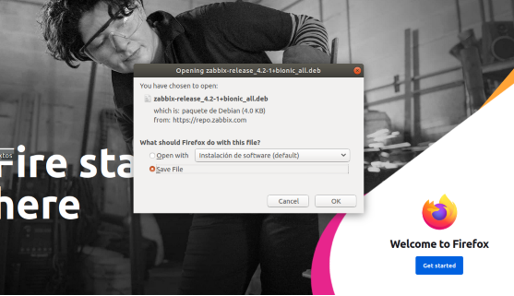 Opening zabbix-release_4.2-1+bionic_all.deb
You have chosen to open:
zabbix-release_4.2-1+bionic_all.deb
which is: paquete de Debian (4.0 KB)
from: https://repo.zabbix.com
What should Firefox do with this file?
Open with
Instalación de software (default)
Save File
Cancel
OK
xtos
Fire sta
here
Welcome to Firefox
Get started